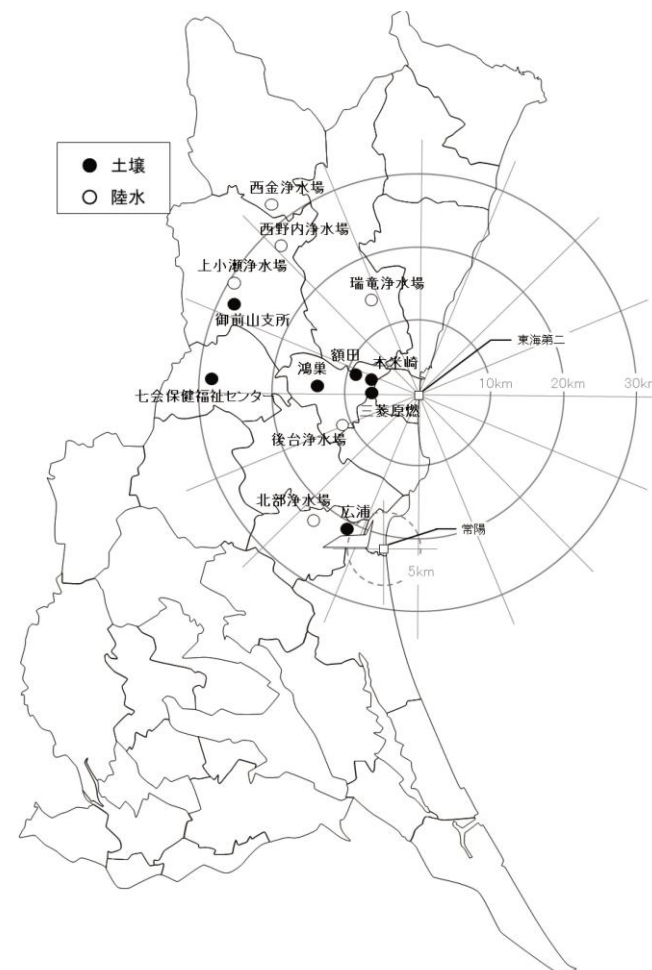 土壌
陸水
西金浄水場
西野内浄水場
上小瀬浄水場
瑞竜浄水場
御前山支所
東海第二
額田
本米崎
鴻巣
10km
20km
30km
七会保健福祉センター
三菱原燃
後台浄水場
北部浄水場
広浦
常陽
5km